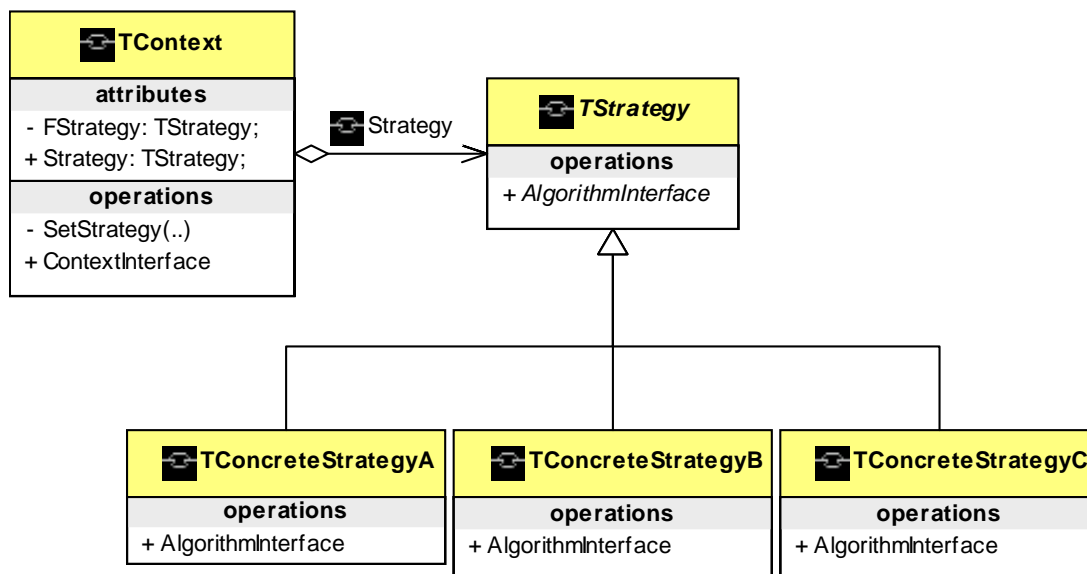 TContext
attributes
- FStrategy: TStrategy;
+ Strategy: TStrategy;
operations
- SetStrategy(..)
+ ContextInterface
Strategy
TStrategy
operations
+ AlgorithmInterface
TConcreteStrategyA
operations
+ AlgorithmInterface
TConcreteStrategyB
operations
+ AlgorithmInterface
TConcreteStrategyC
operations
+ AlgorithmInterface